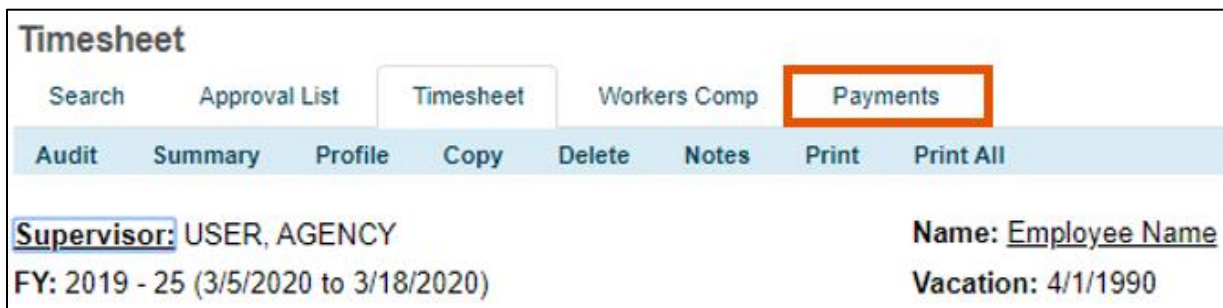 Timesheet
Search Approval List Timesheet Workers Comp Payments
Audit Summary Profile Copy Delete Notes Print Print All
Supervisor: USER, AGENCY Name: Employee Name
FY: 2019 - 25 (3/5/2020 to 3/18/2020) Vacation: 4/1/1990